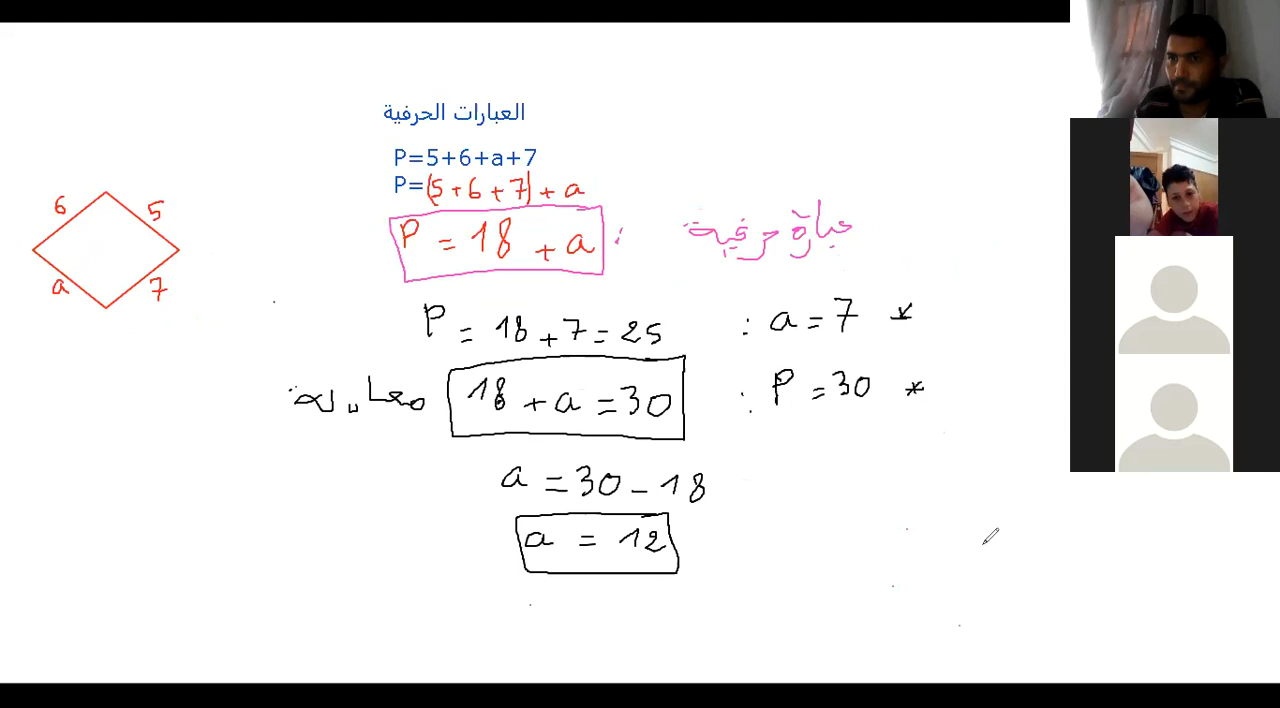 العبارات الحرفية
P=5+6+a+7
P=(5+6+7)+a
6
5
a
7
P=18+a : عبارة حرفية
* a=7 : P=18+7=25
* P=30 : 18+a=30 معادلة
a=30-18
a=12